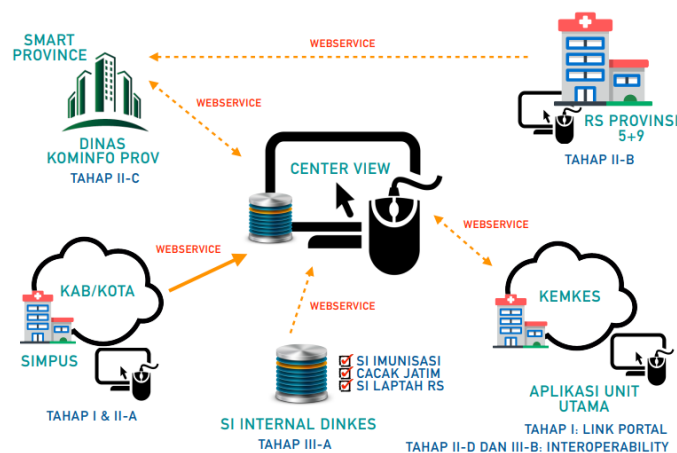 SMART
PROVINCE
WEBSERVICE
WEBSERVICE
DINAS
KOMINFO PROV
TAHAP II-C
RS PROVINSI
5+9
TAHAP II-B
CENTER VIEW
WEBSERVICE
WEBSERVICE
KAB/KOTA
SIMPUS
TAHAP I & II-A
WEBSERVICE
SI IMUNISASI
CACAK JATIM
SI LAPTAH RS
SI INTERNAL DINKES
TAHAP III-A
KEMKES
APLIKASI UNIT
UTAMA
TAHAP I: LINK PORTAL
TAHAP II-D DAN III-B: INTEROPERABILITY